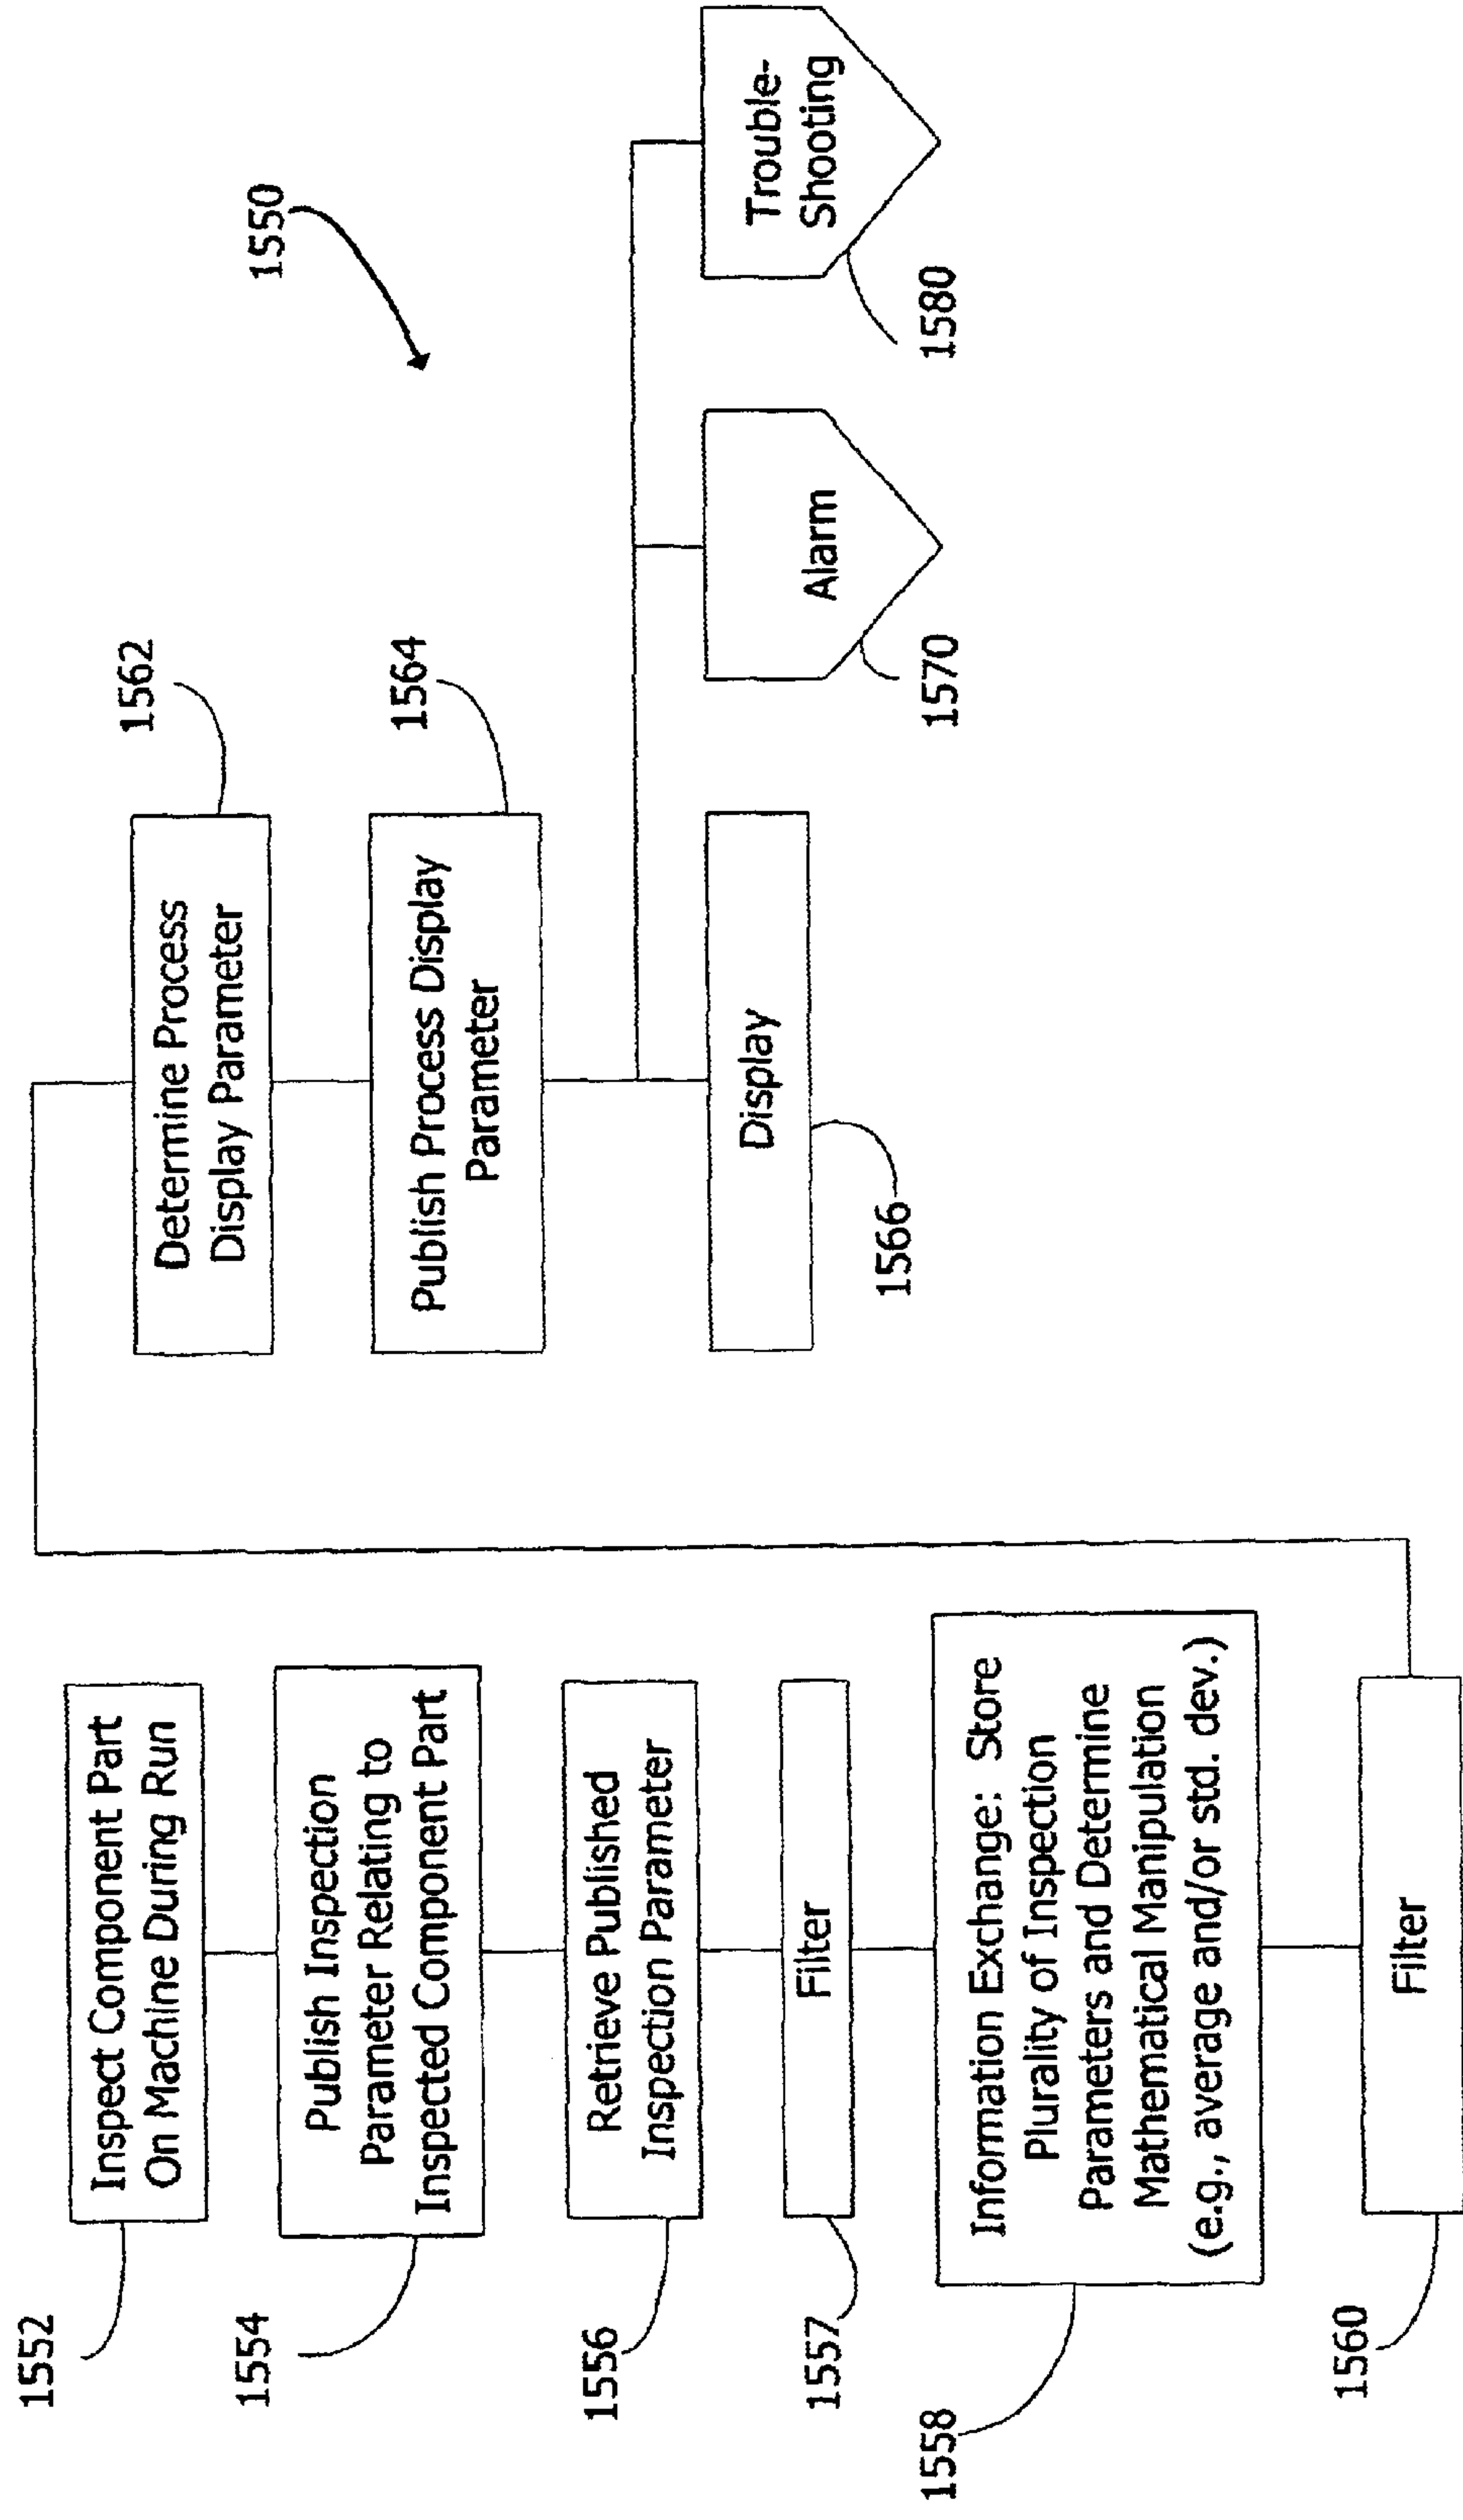 1552
Inspect Component Part
On Machine During Run
1554
Publish Inspection
Parameter Relating to
Inspected Component Part
1556
Retrieve Published
Inspection Parameter
1557
Filter
1558
Information Exchange: Store
Plurality of Inspection
Parameters and Determine
Mathematical Manipulation
(e.g., average and/or std. dev.)
1560
Filter
1562
Determine Process
Display Parameter
1564
Publish Process Display
Parameter
1566
Display
1550
1570
Alarm
1580
Trouble-
Shooting